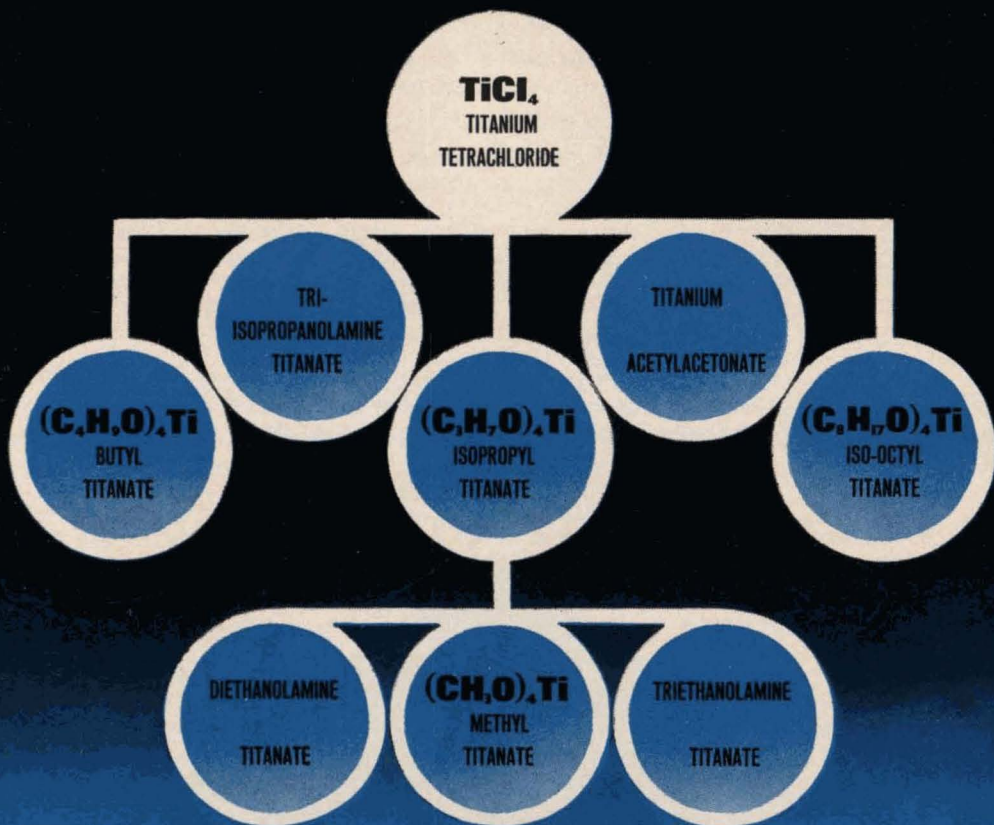 TiCl₄
TITANIUM
TETRACHLORIDE
TRI-
ISOPROPANOLAMINE
TITANATE
TITANIUM
ACETYLACETONATE
(C₄H₉O)₄Ti
BUTYL
TITANATE
(C₃H₇O)₄Ti
ISOPROPYL
TITANATE
(C₈H₁₇O)₄Ti
ISO-OCTYL
TITANATE
DIETHANOLAMINE
TITANATE
(CH₃O)₄Ti
METHYL
TITANATE
TRIETHANOLAMINE
TITANATE